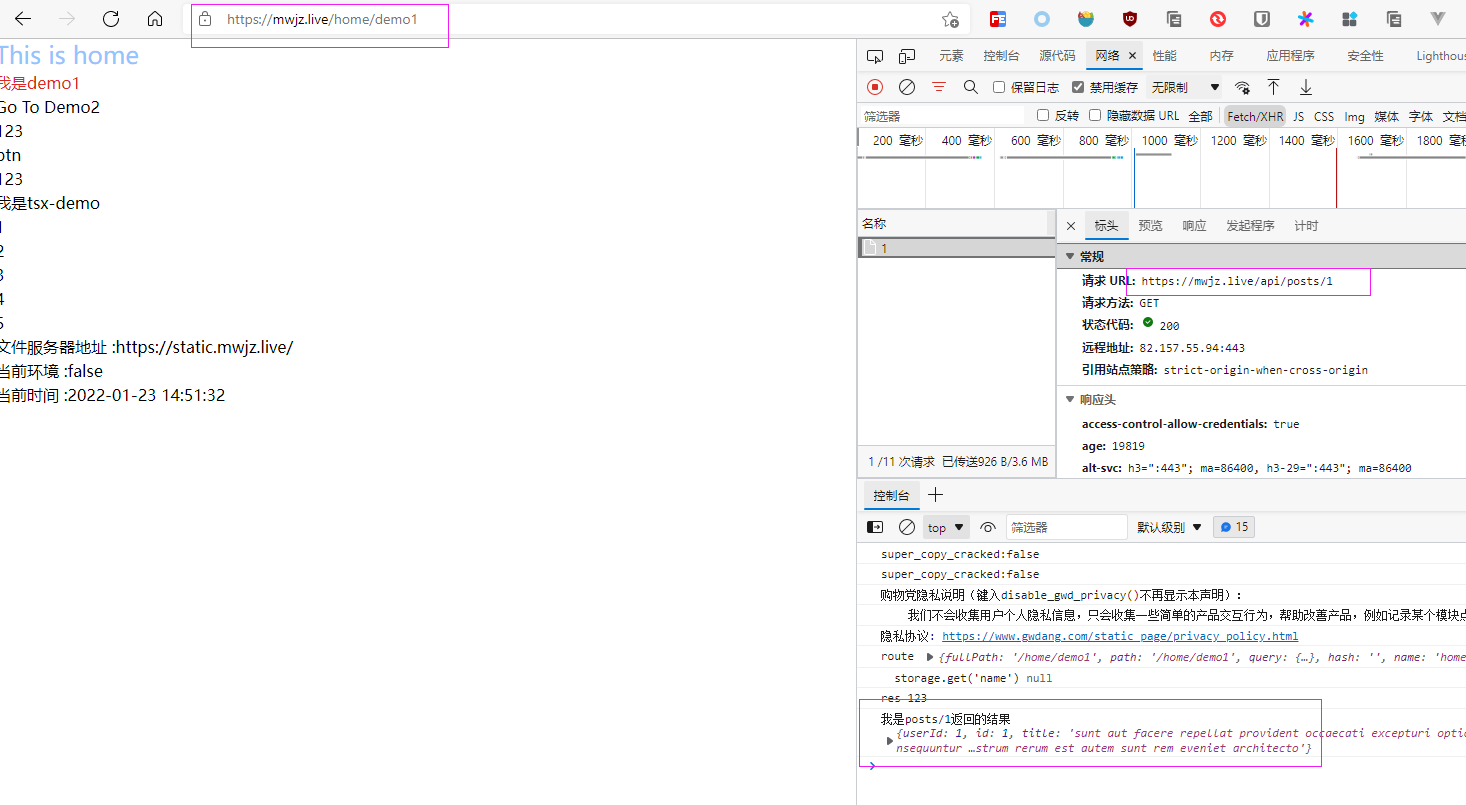 https://mwjz.live/home/demo1
This is home
我是demo1
Go To Demo2
123
btn
123
我是tsx-demo
1
2
3
4
5
文件服务器地址 :https://static.mwjz.live/
当前环境 :false
当前时间 :2022-01-23 14:51:32
元素 控制台 源代码 网络 性能 内存 应用程序 安全性 Lighthous
保留日志 禁用缓存 无限制
筛选器 反转 隐藏数据 URL 全部 Fetch/XHR JS CSS Img 媒体 字体 文档
200 毫秒 400 毫秒 600 毫秒 800 毫秒 1000 毫秒 1200 毫秒 1400 毫秒 1600 毫秒 1800 毫秒
名称
1
1 /11 次请求 已传送926 B/3.6 MB
标头 预览 响应 发起程序 计时
常规
请求 URL: https://mwjz.live/api/posts/1
请求方法: GET
状态代码: 200
远程地址: 82.157.55.94:443
引用站点策略: strict-origin-when-cross-origin
响应头
access-control-allow-credentials: true
age: 19819
alt-svc: h3=":443"; ma=86400, h3-29=":443"; ma=86400
控制台
top 筛选器 默认级别 15
super_copy_cracked:false
super_copy_cracked:false
购物党隐私说明（键入disable_gwd_privacy()不再显示本声明）:
我们不会收集用户个人隐私信息，只会收集一些简单的产品交互行为，帮助改善产品，例如记录某个模块点
隐私协议: https://www.gwdang.com/static_page/privacy_policy.html
route {fullPath: '/home/demo1', path: '/home/demo1', query: {…}, hash: '', name: 'home
storage.get('name') null
res 123
我是posts/1返回的结果
{userId: 1, id: 1, title: 'sunt aut facere repellat provident occaecati excepturi optio
nsequuntur …strum rerum est autem sunt rem eveniet architecto'}